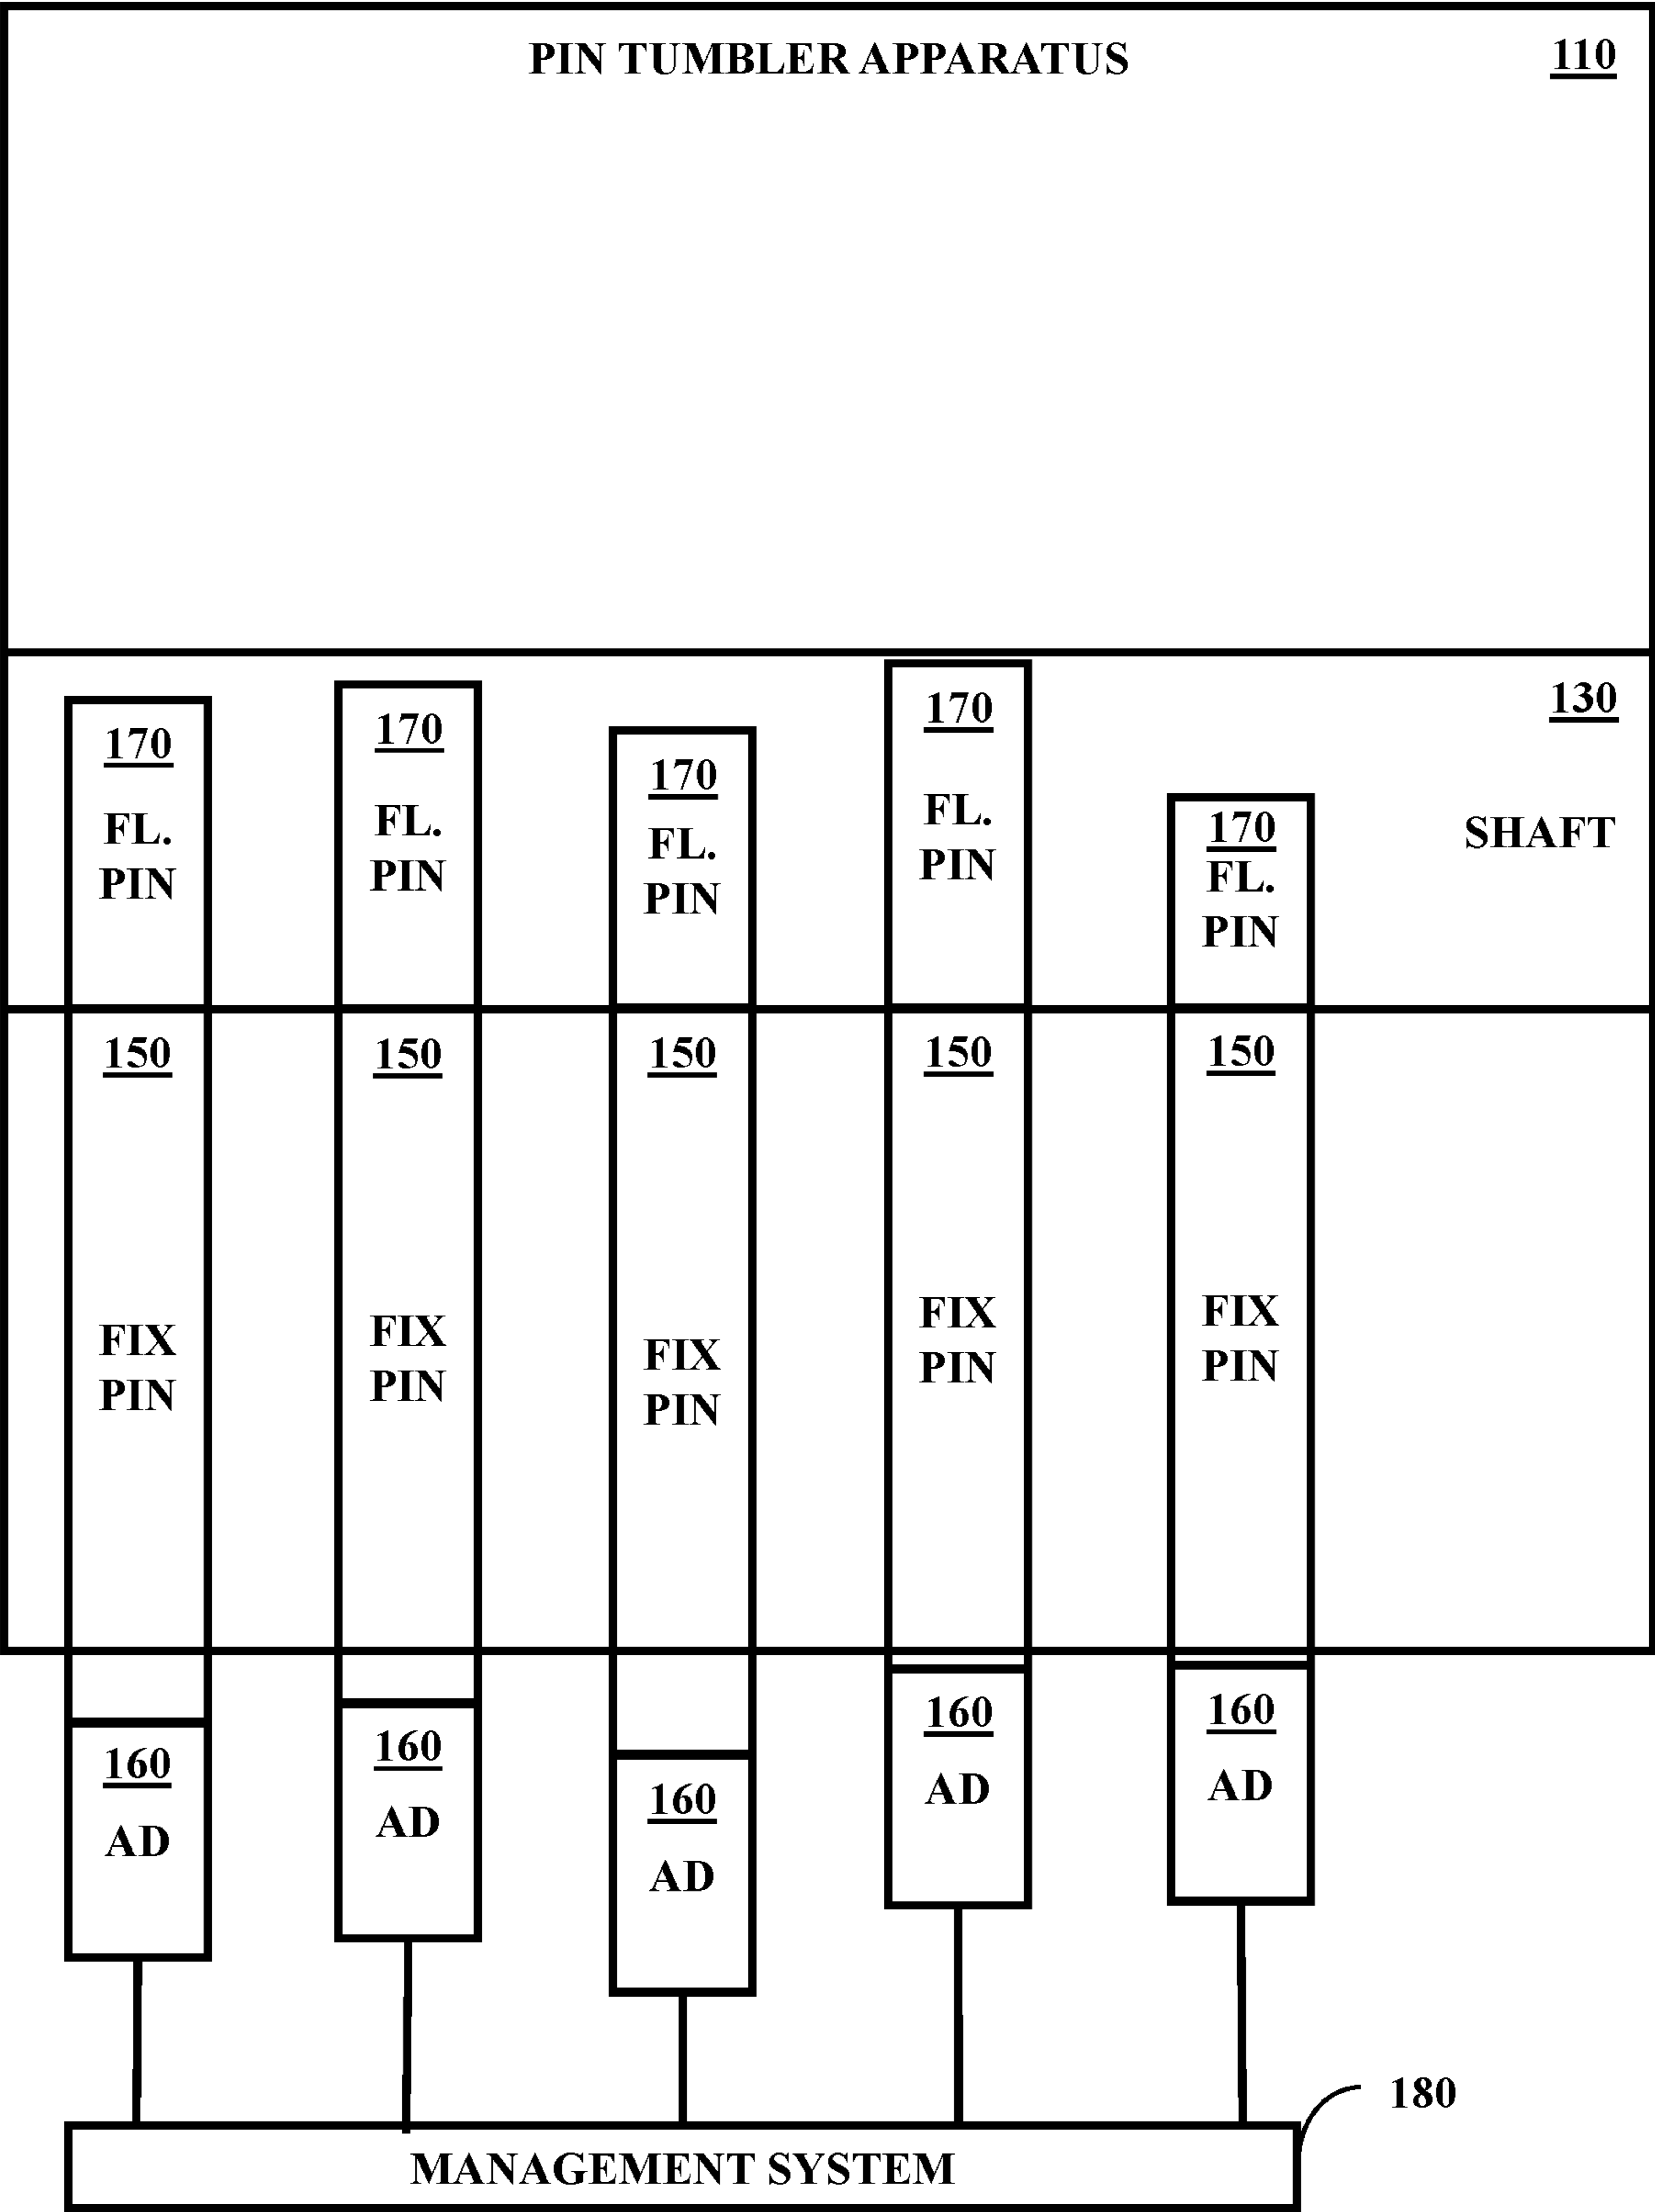 PIN TUMBLER APPARATUS 110
130
SHAFT
170
FL.
PIN
170
FL.
PIN
170
FL.
PIN
170
FL.
PIN
170
FL.
PIN
150
FIX
PIN
150
FIX
PIN
150
FIX
PIN
150
FIX
PIN
150
FIX
PIN
160
AD
160
AD
160
AD
160
AD
160
AD
180
MANAGEMENT SYSTEM